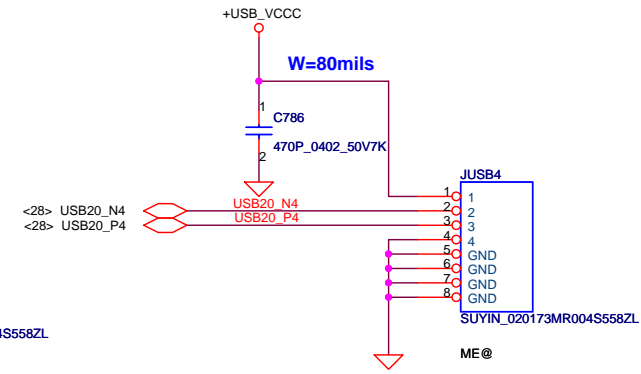 +USB_VCCC
W=80mils
1
C786
470P_0402_50V7K
2
JUSB4
<28> USB20_N4
USB20_N4
<28> USB20_P4
USB20_P4
1 1
2 2
3 3
4 4
5 GND
6 GND
7 GND
8 GND
SUYIN_020173MR004S558ZL
4S558ZL
ME@